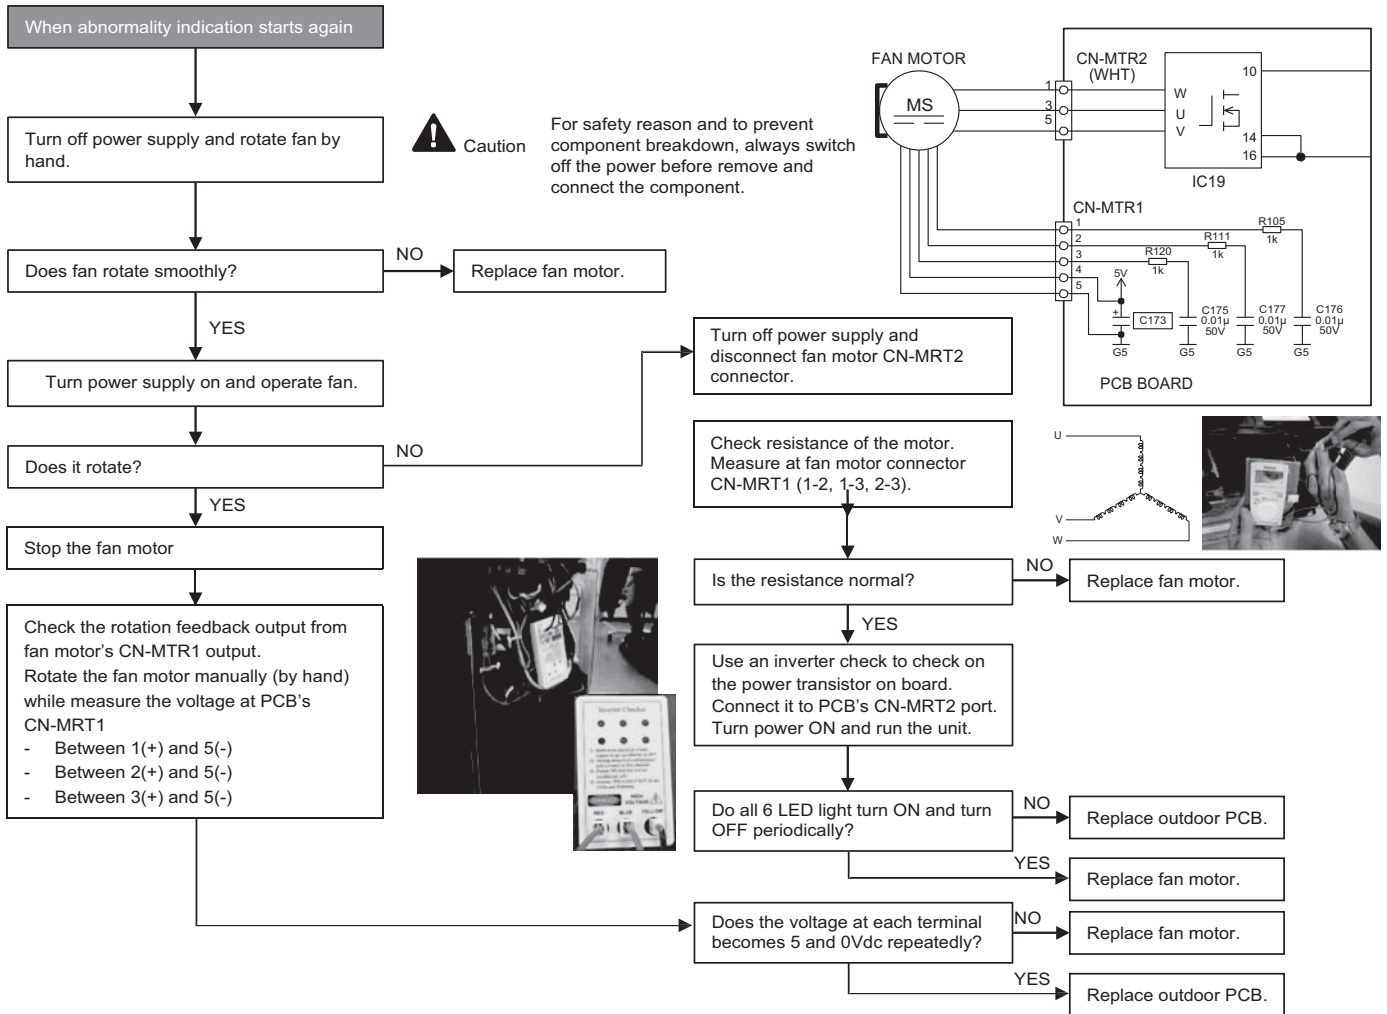 When abnormality indication starts again
Turn off power supply and rotate fan by
hand.
Caution
For safety reason and to prevent
component breakdown, always switch
off the power before remove and
connect the component.
Does fan rotate smoothly?
NO
Replace fan motor.
YES
Turn power supply on and operate fan.
Does it rotate?
NO
YES
Stop the fan motor
Check the rotation feedback output from
fan motor's CN-MTR1 output.
Rotate the fan motor manually (by hand)
while measure the voltage at PCB's
CN-MRT1
- Between 1(+) and 5(-)
- Between 2(+) and 5(-)
- Between 3(+) and 5(-)
Turn off power supply and
disconnect fan motor CN-MRT2
connector.
Check resistance of the motor.
Measure at fan motor connector
CN-MRT1 (1-2, 1-3, 2-3).
Is the resistance normal?
NO
Replace fan motor.
YES
Use an inverter check to check on
the power transistor on board.
Connect it to PCB's CN-MRT2 port.
Turn power ON and run the unit.
Do all 6 LED light turn ON and turn
OFF periodically?
NO
Replace outdoor PCB.
YES
Replace fan motor.
Does the voltage at each terminal
becomes 5 and 0Vdc repeatedly?
NO
Replace fan motor.
YES
Replace outdoor PCB.
FAN MOTOR
MS
CN-MTR2
(WHT)
1
3
5
W
U
V
10
14
16
IC19
CN-MTR1
1
2
3
4
5
R105
1k
R111
1k
R120
1k
5V
+
C173
C175
0.01µ
50V
C177
0.01µ
50V
C176
0.01µ
50V
G5
G5
G5
G5
PCB BOARD
U
V
W
Inverter Checker
HIGH
VOLTAGE
RED BLUE YELLOW